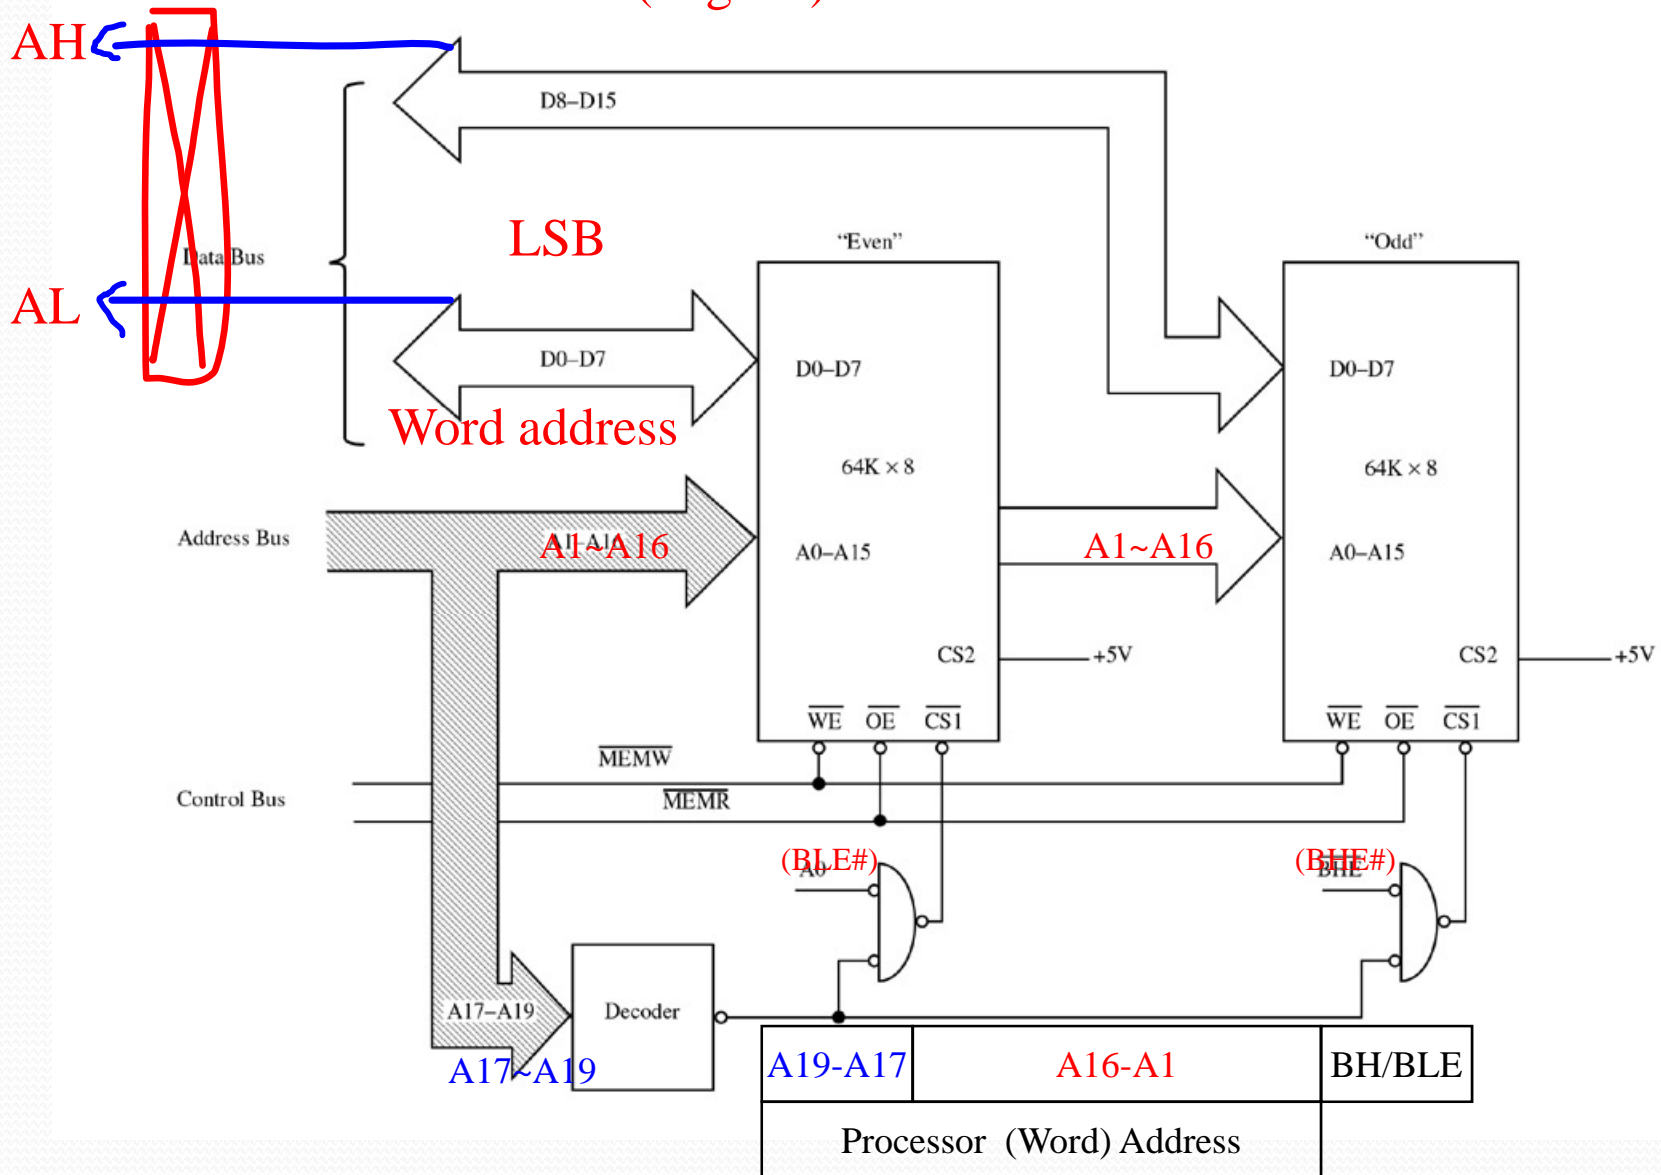 AH
D8–D15
LSB
"Even"
"Odd"
Data Bus
AL
D0–D7
D0–D7
D0–D7
Word address
64K × 8
64K × 8
Address Bus
A1~A16
A0–A15
A1~A16
A0–A15
CS2
+5V
CS2
+5V
WE OE CS1
WE OE CS1
MEMW
Control Bus
MEMR
(BLE#)
A0
(BHE#)
BHE
A17–A19
Decoder
A17~A19
A19-A17
A16-A1
BH/BLE
Processor (Word) Address